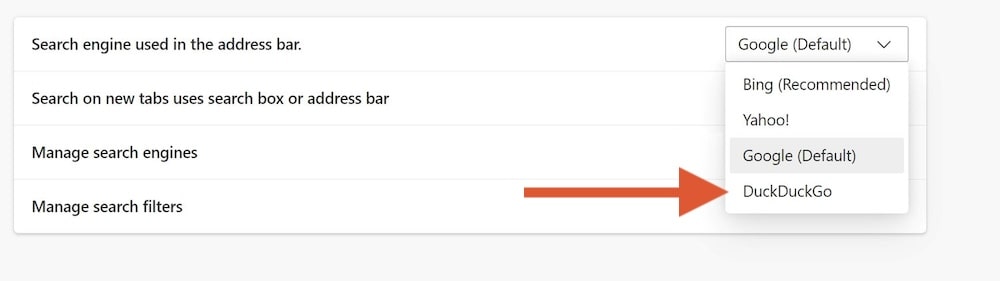 Search engine used in the address bar.
Google (Default)
Bing (Recommended)
Search on new tabs uses search box or address bar
Yahoo!
Manage search engines
Google (Default)
DuckDuckGo
Manage search filters